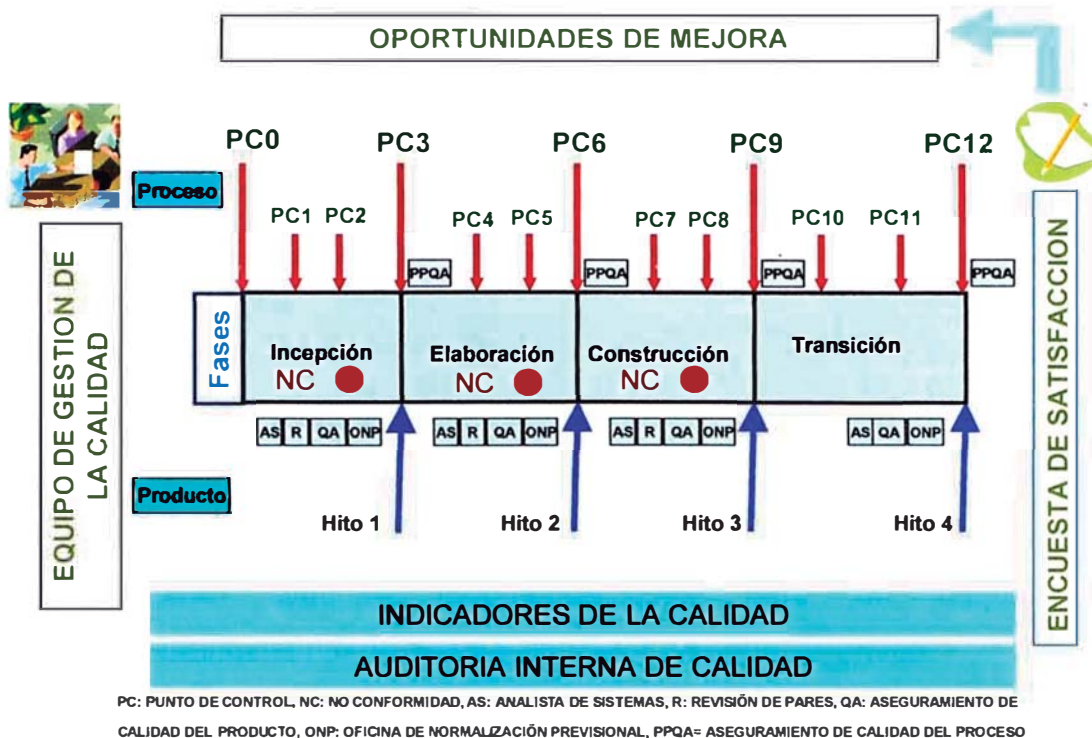 OPORTUNIDADES DE MEJORA
PC0 PC3 PC6 PC9 PC12
Proceso
PC1 PC2 PC4 PC5 PC7 PC8 PC10 PC11
PPQA PPQA PPQA PPQA
EQUIPO DE GESTION DE
LA CALIDAD
Fases
Incepción Elaboración Construcción Transición
NC NC NC
AS R QA ONP AS R QA ONP AS R QA ONP AS QA ONP
Producto
Hito 1 Hito 2 Hito 3 Hito 4
ENCUESTA DE SATISFACCION
INDICADORES DE LA CALIDAD
AUDITORIA INTERNA DE CALIDAD
PC: PUNTO DE CONTROL, NC: NO CONFORMIDAD, AS: ANALISTA DE SISTEMAS, R: REVISIÓN DE PARES, QA: ASEGURAMIENTO DE
CALIDAD DEL PRODUCTO, ONP: OFICINA DE NORMALIZACIÓN PREVISIONAL, PPQA= ASEGURAMIENTO DE CALIDAD DEL PROCESO